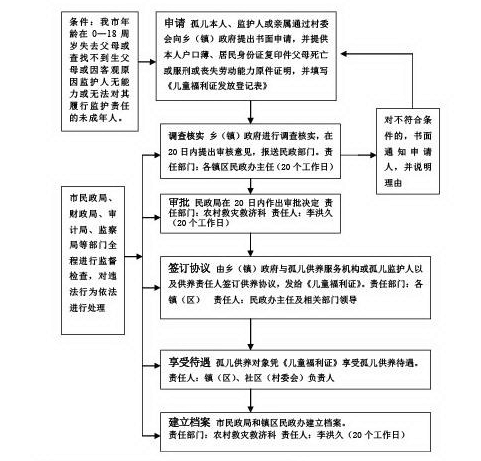 条件：我市年
龄在 0—18 周
岁失去父母或
查找不到生父
母或因客观原
因监护人无能
力或无法对其
履行监护责任
的未成年人。
申请 孤儿本人、监护人或亲属通过村委
会向乡（镇）政府提出书面申请，并提供
本人户口薄、居民身份证复印件父母死亡
或服刑或丧失劳动能力原件证明，并填写
《儿童福利证发放登记表》
调查核实 乡（镇）政府进行调查核实，在
20日内提出审核意见，报送民政部门。责
任部门：各镇区民政办主任（20 个工作日）
对不符合条
件的，书面
通知申请
人，并说明
理由
市民政局、
财政局、审
计局、监察
局等部门全
程进行监督
检查，对违
法行为依法
进行处理
审批 民政局在 20 日内作出审批决定 责
任部门：农村救灾救济科 责任人：李洪久
（20 个工作日）
签订协议 由乡（镇）政府与孤儿供养服务机构或孤儿监护人以
及供养责任人签订供养协议，发给《儿童福利证》。责任部门：各
镇（区） 责任人：民政办主任及相关部门领导
享受待遇 孤儿供养对象凭《儿童福利证》享受孤儿供养待遇。
责任人：镇（区）、社区（村委会）负责人
建立档案 市民政局和镇区民政办建立档案。
责任部门：农村救灾救济科 责任人：李洪久（20 个工作日）